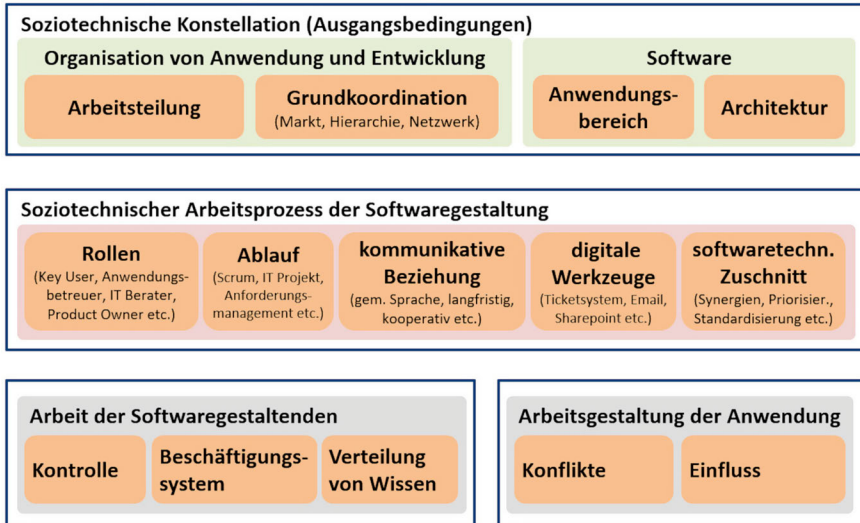 Soziotechnische Konstellation (Ausgangsbedingungen)
Organisation von Anwendung und Entwicklung
Arbeitsteilung
Grundkoordination
(Markt, Hierarchie, Netzwerk)
Software
Anwendungs-
bereich
Architektur
Soziotechnischer Arbeitsprozess der Softwaregestaltung
Rollen
(Key User, Anwendungs-
betreuer, IT Berater,
Product Owner etc.)
Ablauf
(Scrum, IT Projekt,
Anforderungs-
management etc.)
kommunikative
Beziehung
(gem. Sprache, langfristig,
kooperativ etc.)
digitale
Werkzeuge
(Ticketsystem, Email,
Sharepoint etc.)
softwaretechn.
Zuschnitt
(Synergien, Priorisier.,
Standardisierung etc.)
Arbeit der Softwaregestaltenden
Kontrolle
Beschäftigungs-
system
Verteilung
von Wissen
Arbeitsgestaltung der Anwendung
Konflikte
Einfluss